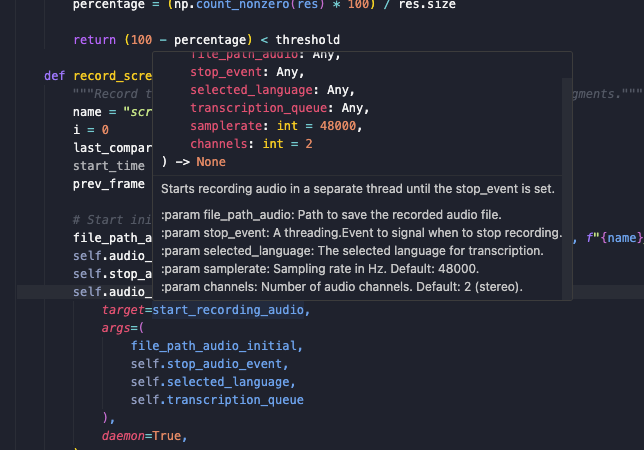 percentage = (np.count_nonzero(res) * 100) / res.size
return (100 - percentage) < threshold
def record_scre
"""Record t
gments."""
name = "scr
i = 0
last_compar
start_time
prev_frame
# Start ini
file_path_a
, f"{name}
self.audio_
self.stop_a
self.audio_
file_path_audio: Any,
stop_event: Any,
selected_language: Any,
transcription_queue: Any,
samplerate: int = 48000,
channels: int = 2
) -> None
Starts recording audio in a separate thread until the stop_event is set.
:param file_path_audio: Path to save the recorded audio file.
:param stop_event: A threading.Event to signal when to stop recording.
:param selected_language: The selected language for transcription.
:param samplerate: Sampling rate in Hz. Default: 48000.
:param channels: Number of audio channels. Default: 2 (stereo).
target=start_recording_audio,
args=(
file_path_audio_initial,
self.stop_audio_event,
self.selected_language,
self.transcription_queue
),
daemon=True,